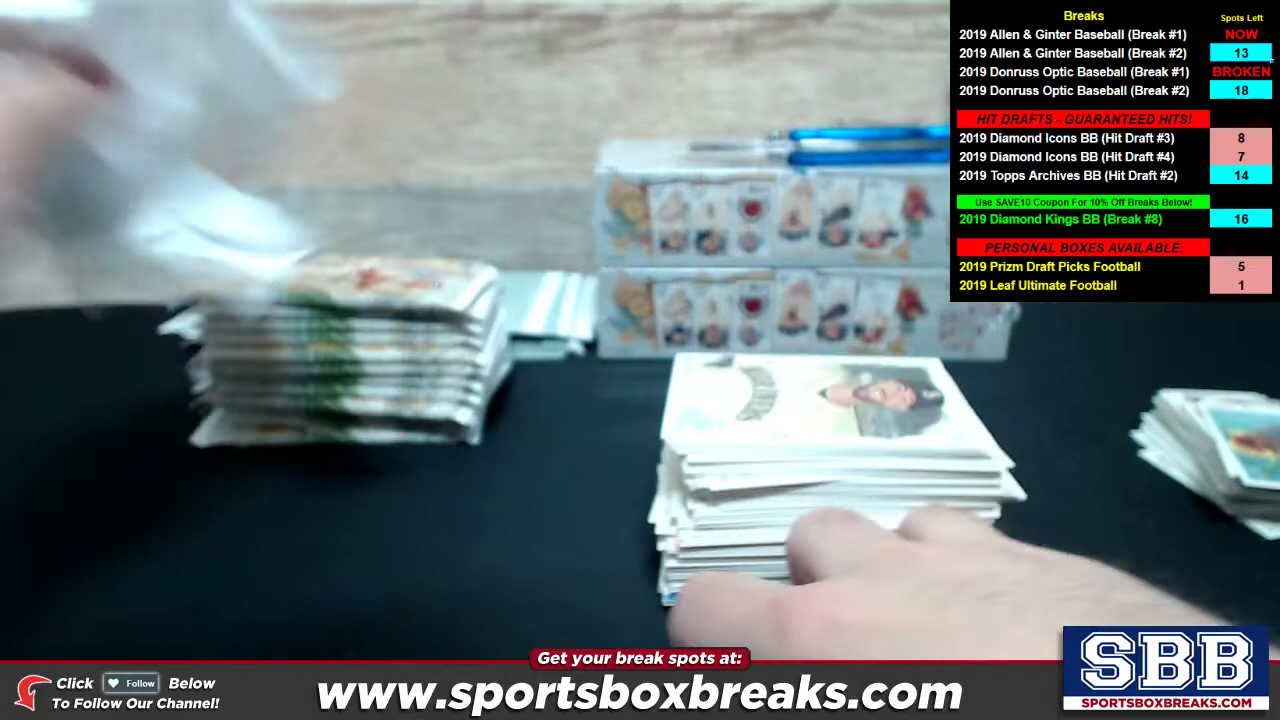 Breaks Spots Left
2019 Allen & Ginter Baseball (Break #1) NOW
2019 Allen & Ginter Baseball (Break #2) 13
2019 Donruss Optic Baseball (Break #1) BROKEN
2019 Donruss Optic Baseball (Break #2) 18
HIT DRAFTS - GUARANTEED HITS!
2019 Diamond Icons BB (Hit Draft #3) 8
2019 Diamond Icons BB (Hit Draft #4) 7
2019 Topps Archives BB (Hit Draft #2) 14
Use SAVE10 Coupon For 10% Off Breaks Below!
2019 Diamond Kings BB (Break #8) 16
PERSONAL BOXES AVAILABLE:
2019 Prizm Draft Picks Football 5
2019 Leaf Ultimate Football 1
Get your break spots at:
Click Follow Below
To Follow Our Channel!
www.sportsboxbreaks.com
SBB
SPORTSBOXBREAKS.COM